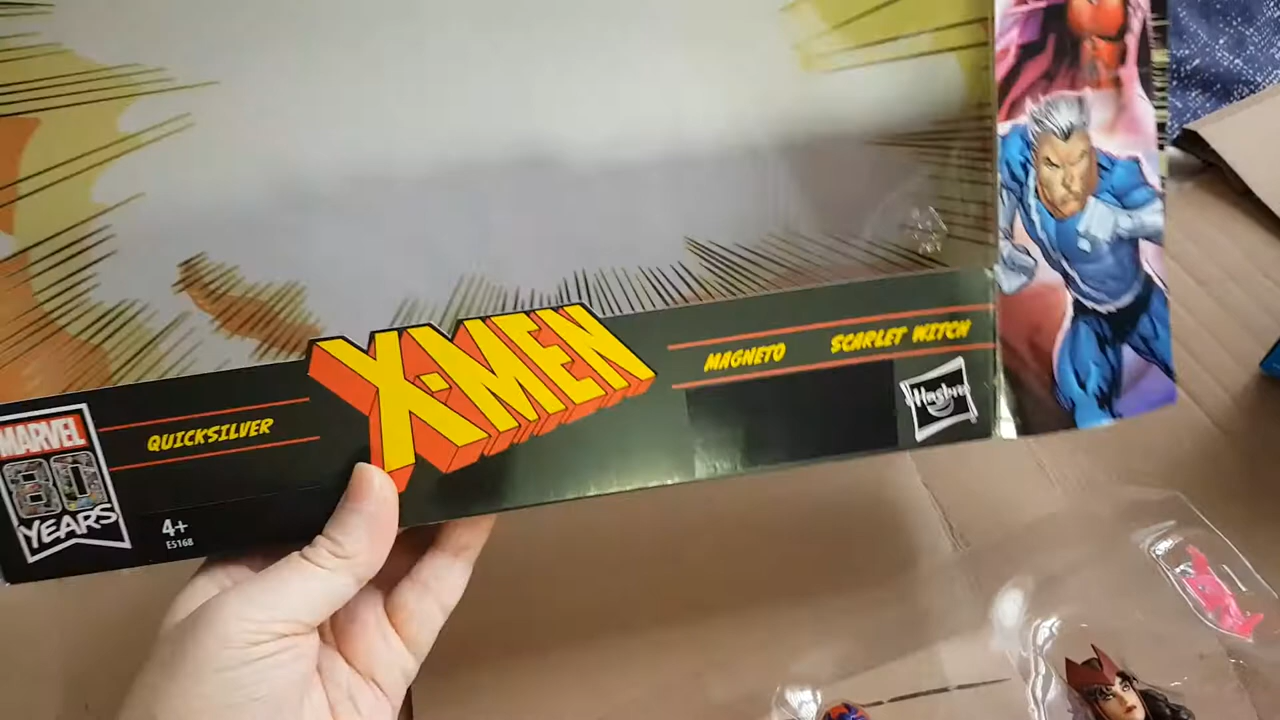 MARVEL
80
YEARS
QUICKSILVER
4+
E5168
X-MEN
MAGNETO
SCARLET WITCH
Hasbro